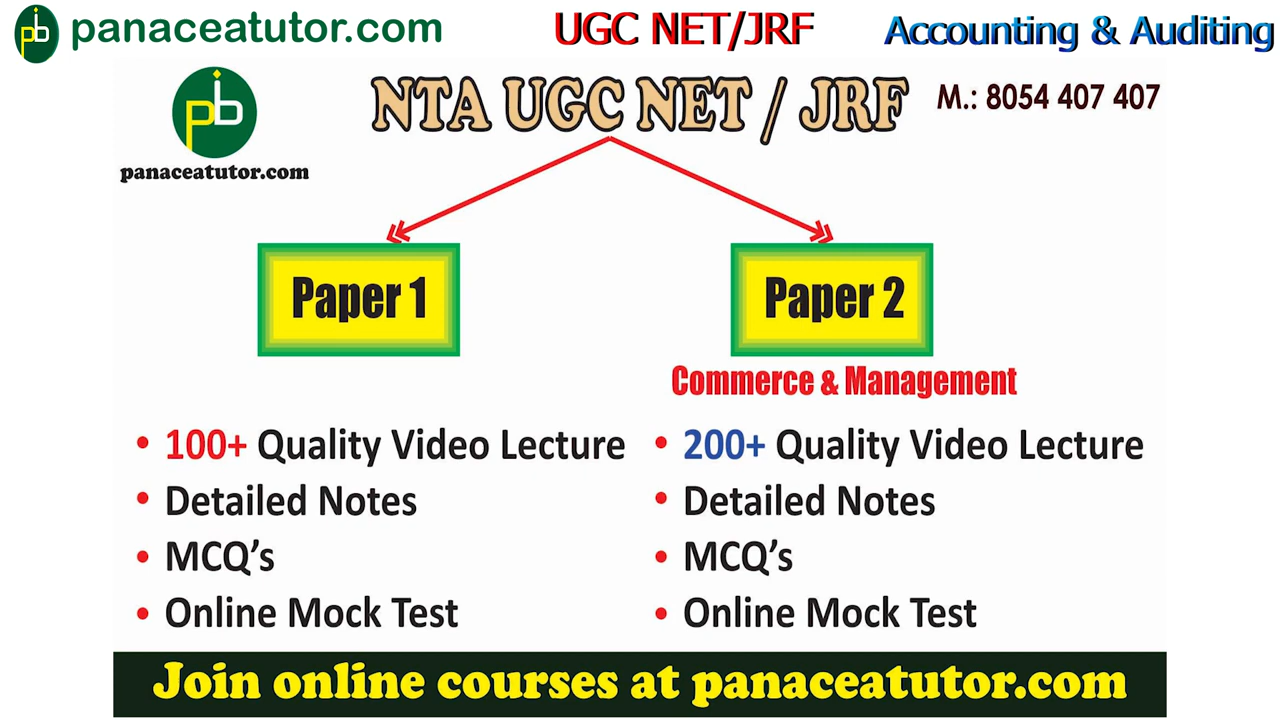 pb panaceatutor.com UGC NET/JRF Accounting & Auditing
pb
panaceatutor.com
NTA UGC NET / JRF
M.: 8054 407 407
Paper 1
Paper 2
Commerce & Management
• 100+ Quality Video Lecture
• Detailed Notes
• MCQ’s
• Online Mock Test
• 200+ Quality Video Lecture
• Detailed Notes
• MCQ’s
• Online Mock Test
Join online courses at panaceatutor.com